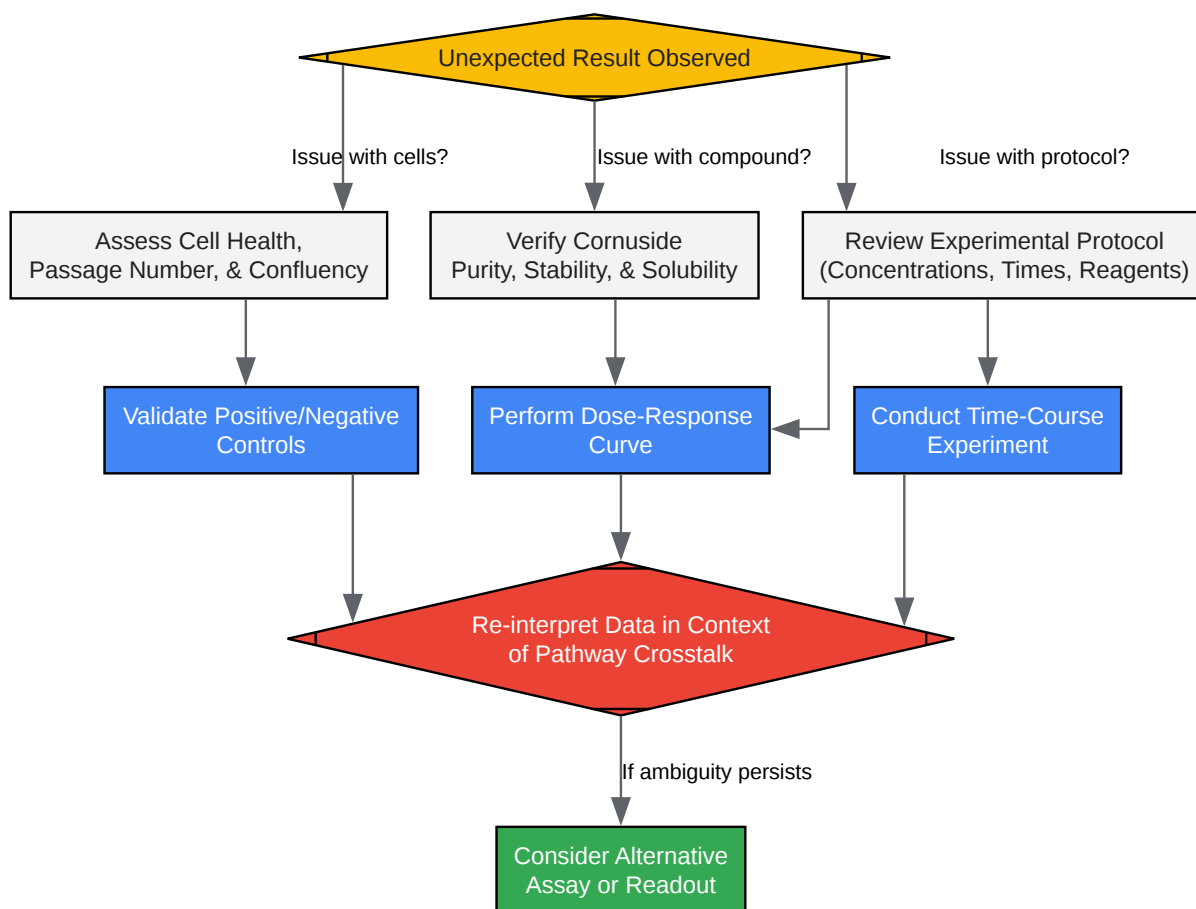 Unexpected Result Observed
Issue with cells?
Issue with compound?
Issue with protocol?
Assess Cell Health,
Passage Number, & Confluency
Verify Cornuside
Purity, Stability, & Solubility
Review Experimental Protocol
(Concentrations, Times, Reagents)
Validate Positive/Negative
Controls
Perform Dose-Response
Curve
Conduct Time-Course
Experiment
Re-interpret Data in Context
of Pathway Crosstalk
If ambiguity persists
Consider Alternative
Assay or Readout